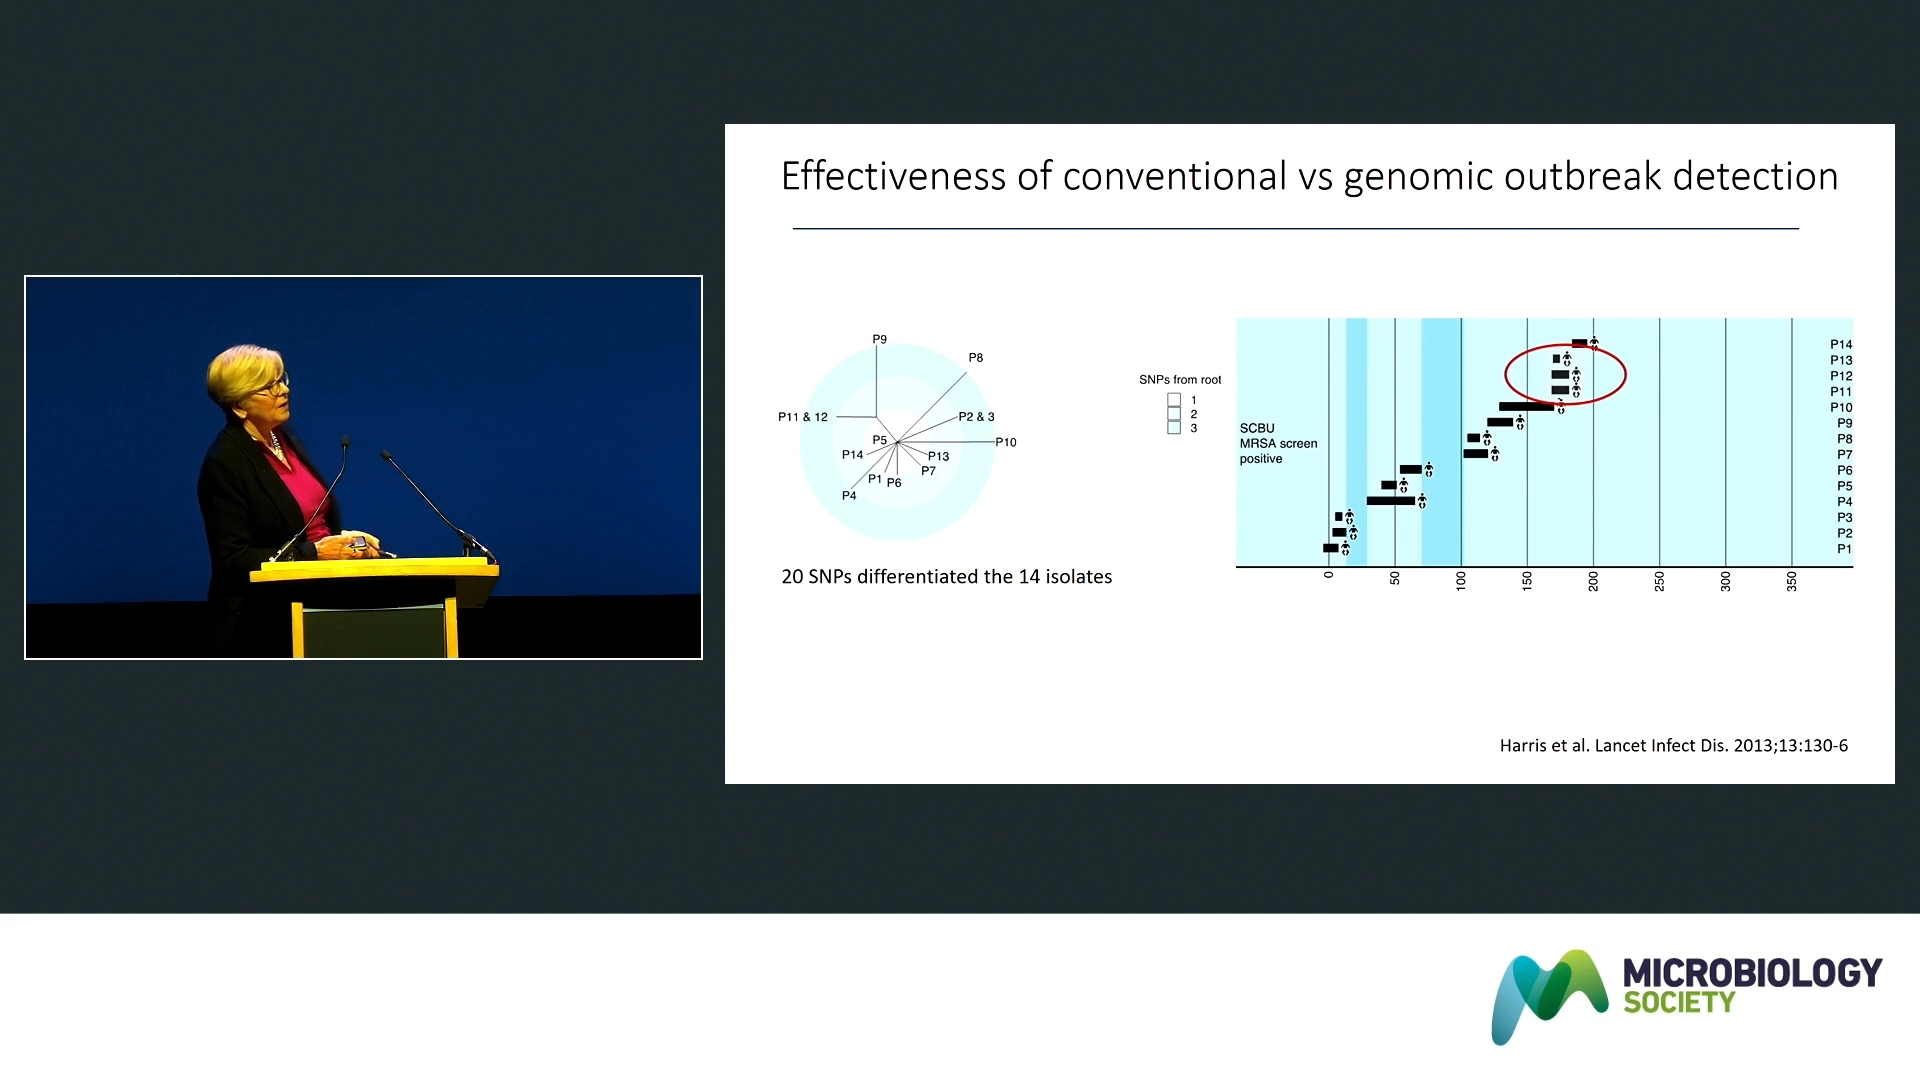 Effectiveness of conventional vs genomic outbreak detection
P9
P8
P11 & 12
P2 & 3
P5
P10
P14
P13
P7
P1
P6
P4
20 SNPs differentiated the 14 isolates
SNPs from root
1
2
3
SCBU
MRSA screen
positive
P14
P13
P12
P11
P10
P9
P8
P7
P6
P5
P4
P3
P2
P1
0
50
100
150
200
250
300
350
Harris et al. Lancet Infect Dis. 2013;13:130-6
MICROBIOLOGY
SOCIETY